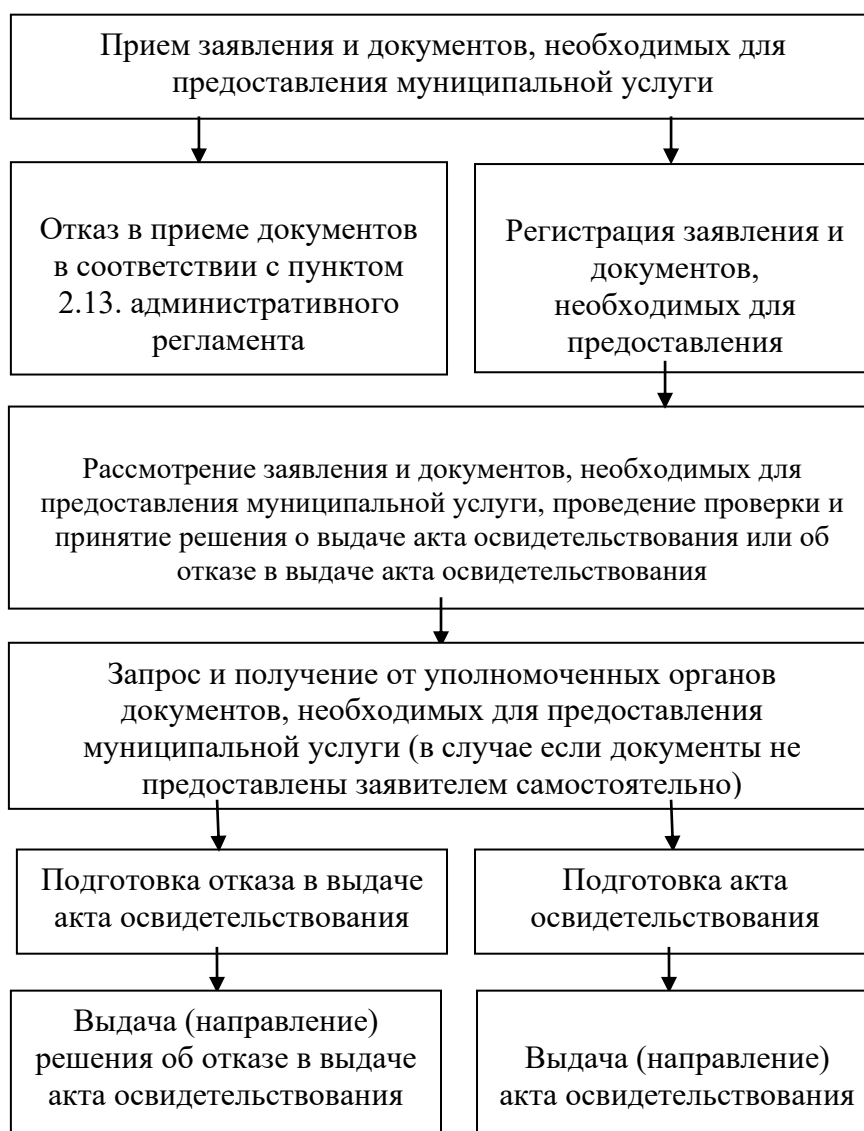 Прием заявления и документов, необходимых для
предоставления муниципальной услуги
Отказ в приеме документов
в соответствии с пунктом
2.13. административного
регламента
Регистрация заявления и
документов,
необходимых для
предоставления
Рассмотрение заявления и документов, необходимых для
предоставления муниципальной услуги, проведение проверки и
принятие решения о выдаче акта освидетельствования или об
отказе в выдаче акта освидетельствования
Запрос и получение от уполномоченных органов
документов, необходимых для предоставления
муниципальной услуги (в случае если документы не
предоставлены заявителем самостоятельно)
Подготовка отказа в выдаче
акта освидетельствования
Подготовка акта
освидетельствования
Выдача (направление)
решения об отказе в выдаче
акта освидетельствования
Выдача (направление)
акта освидетельствования